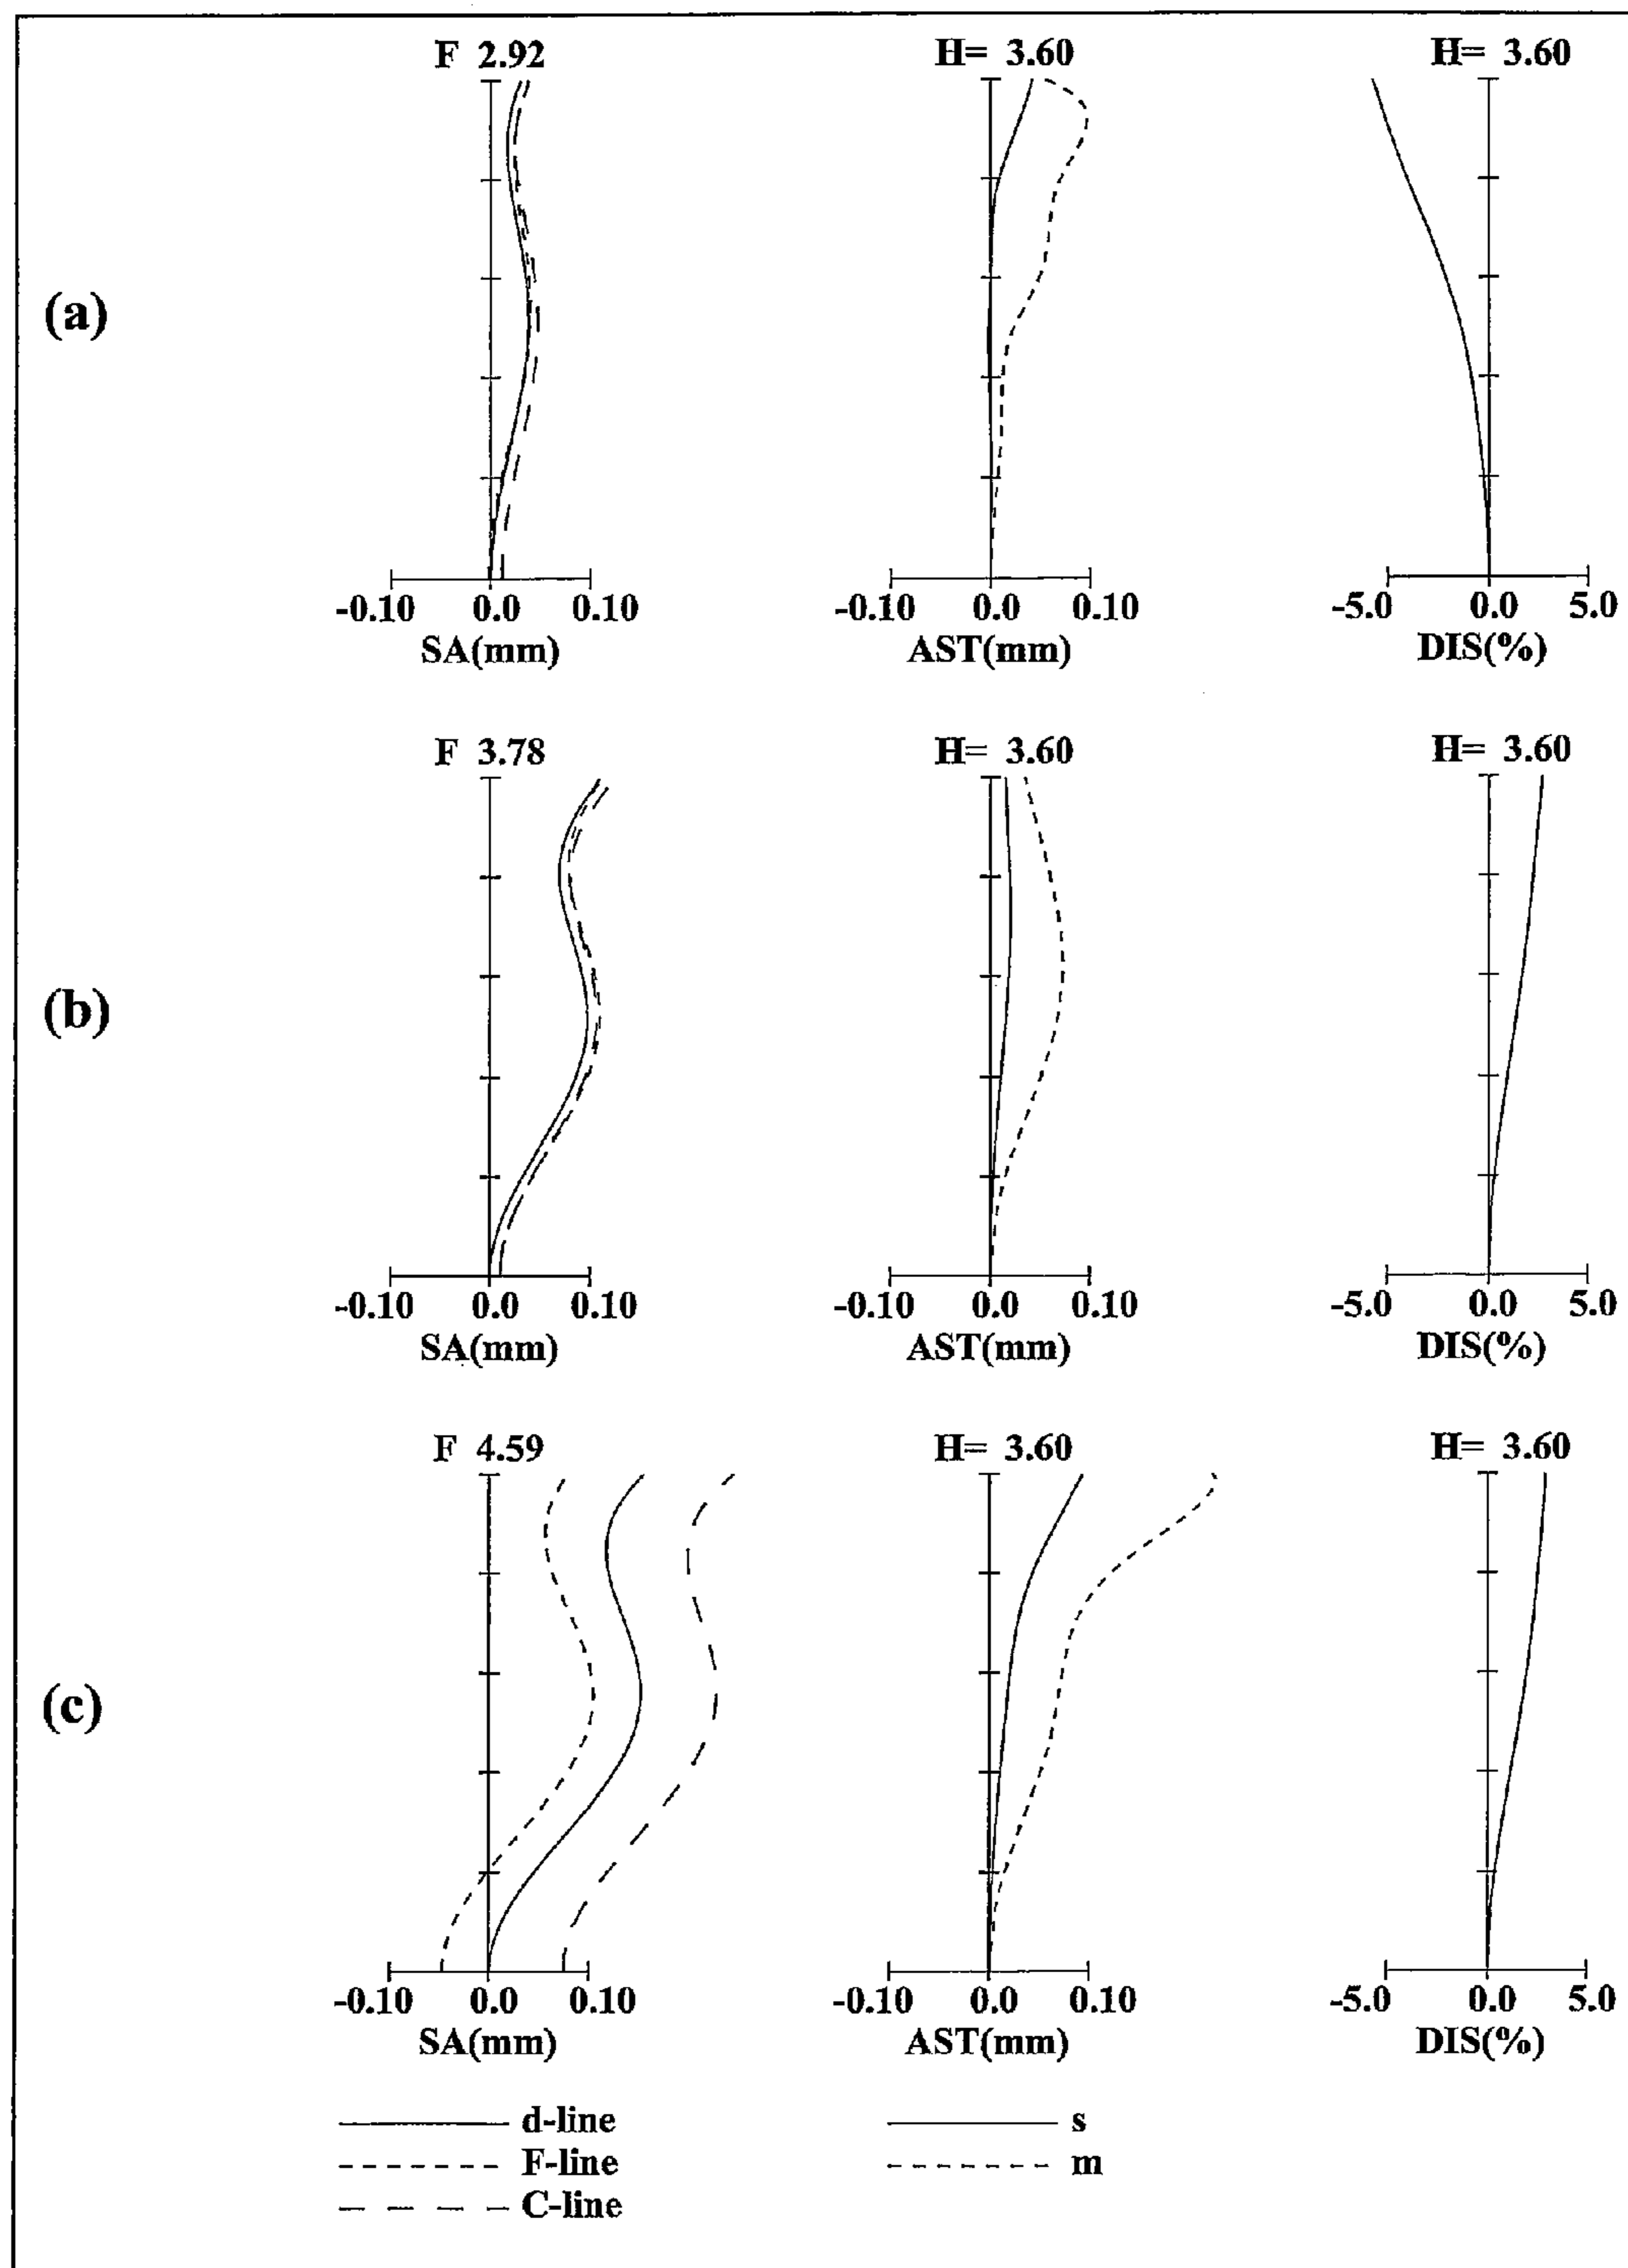 F 2.92
H= 3.60
H= 3.60
(a)
-0.10 0.0 0.10
SA(mm)
-0.10 0.0 0.10
AST(mm)
-5.0 0.0 5.0
DIS(%)
F 3.78
H= 3.60
H= 3.60
(b)
-0.10 0.0 0.10
SA(mm)
-0.10 0.0 0.10
AST(mm)
-5.0 0.0 5.0
DIS(%)
F 4.59
H= 3.60
H= 3.60
(c)
-0.10 0.0 0.10
SA(mm)
-0.10 0.0 0.10
AST(mm)
-5.0 0.0 5.0
DIS(%)
d-line
F-line
C-line
s
m